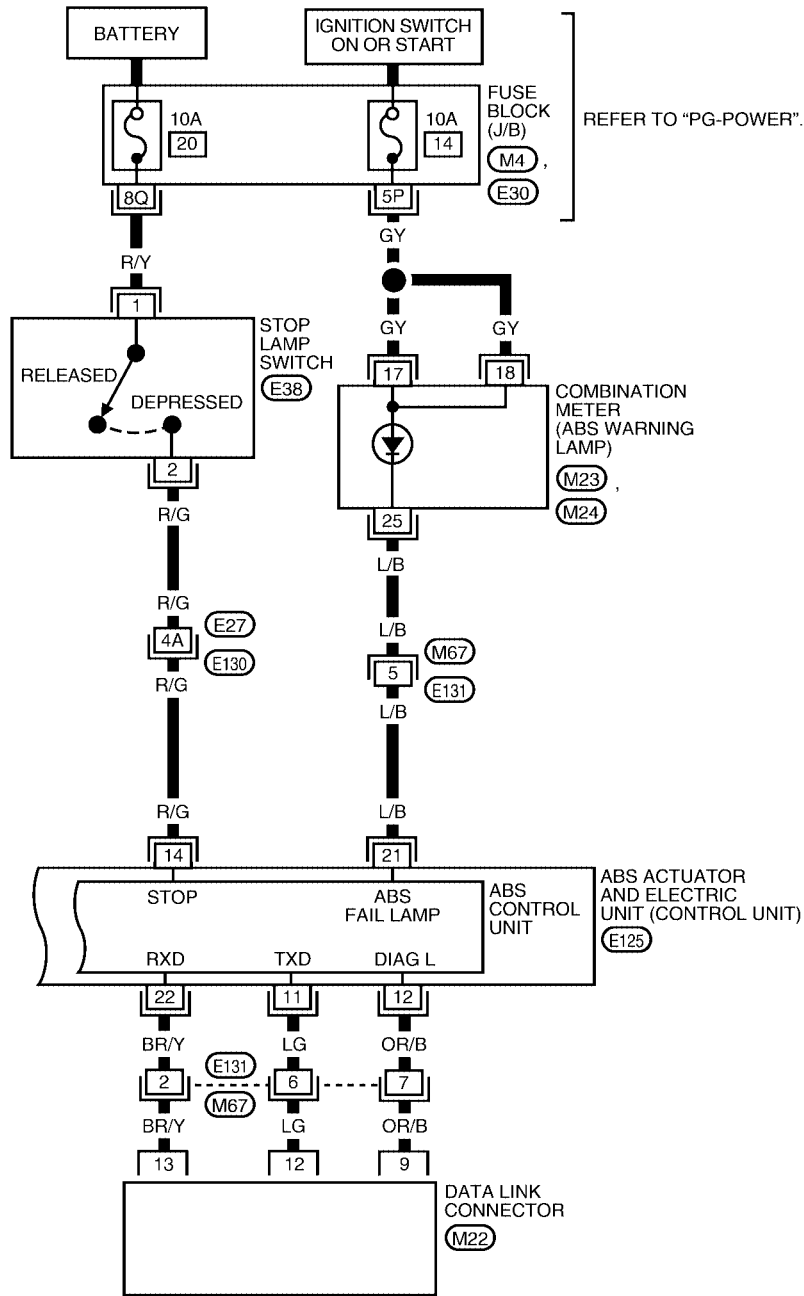 BATTERY
IGNITION SWITCH
ON OR START
10A
20
10A
14
FUSE
BLOCK
(J/B)
M4 ,
E30
REFER TO "PG-POWER".
8Q
5P
R/Y
GY
GY
GY
1
STOP
LAMP
SWITCH
E38
RELEASED
DEPRESSED
2
17
18
COMBINATION
METER
(ABS WARNING
LAMP)
M23 ,
M24
25
R/G
L/B
R/G
L/B
4A
E27
E130
5
M67
E131
R/G
L/B
R/G
L/B
14
21
STOP
ABS
FAIL LAMP
ABS
CONTROL
UNIT
ABS ACTUATOR
AND ELECTRIC
UNIT (CONTROL UNIT)
E125
RXD
TXD
DIAG L
22
11
12
BR/Y
LG
OR/B
2
E131
M67
6
7
BR/Y
LG
OR/B
13
12
9
DATA LINK
CONNECTOR
M22